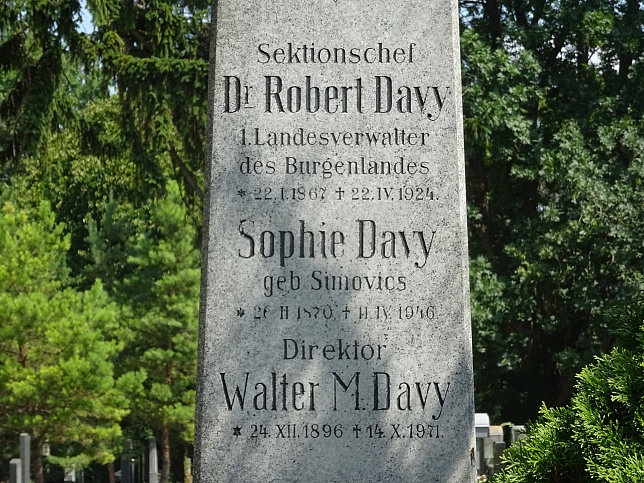 Sektionschef
Dr Robert Davy
1. Landesverwalter
des Burgenlandes
* 22. I. 1867 ✝ 22. IV. 1924.
Sophie Davy
geb Simovics
* 26. II. 1870 ✝ 11. IV. 1946.
Direktor
Walter M. Davy
* 24. XII. 1896 ✝ 14. X. 1971.